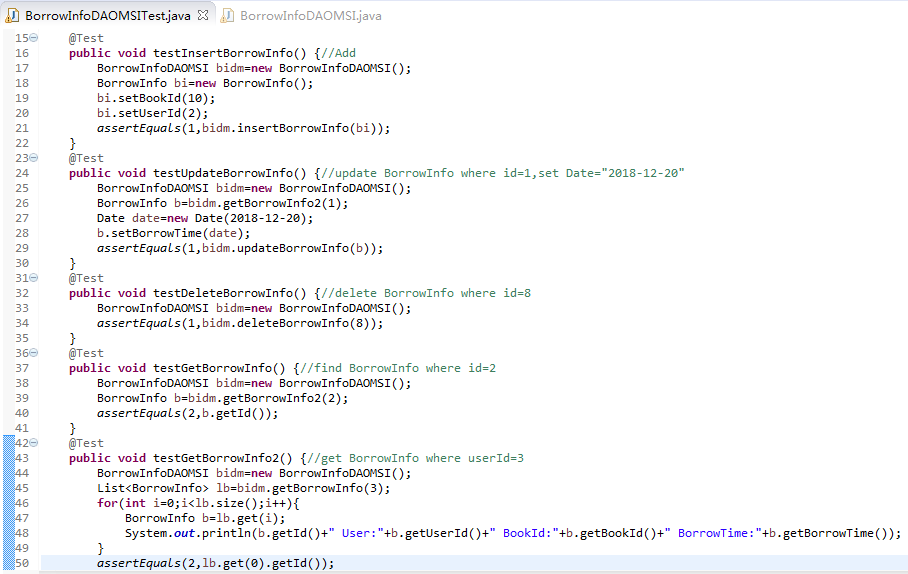 BorrowInfoDAOMSITest.java BorrowInfoDAOMSI.java
15 @Test
16 public void testInsertBorrowInfo() {//Add
17 BorrowInfoDAOMSI bidm=new BorrowInfoDAOMSI();
18 BorrowInfo bi=new BorrowInfo();
19 bi.setBookId(10);
20 bi.setUserId(2);
21 assertEquals(1,bidm.insertBorrowInfo(bi));
22 }
23 @Test
24 public void testUpdateBorrowInfo() {//update BorrowInfo where id=1,set Date="2018-12-20"
25 BorrowInfoDAOMSI bidm=new BorrowInfoDAOMSI();
26 BorrowInfo b=bidm.getBorrowInfo2(1);
27 Date date=new Date(2018-12-20);
28 b.setBorrowTime(date);
29 assertEquals(1,bidm.updateBorrowInfo(b));
30 }
31 @Test
32 public void testDeleteBorrowInfo() {//delete BorrowInfo where id=8
33 BorrowInfoDAOMSI bidm=new BorrowInfoDAOMSI();
34 assertEquals(1,bidm.deleteBorrowInfo(8));
35 }
36 @Test
37 public void testGetBorrowInfo() {//find BorrowInfo where id=2
38 BorrowInfoDAOMSI bidm=new BorrowInfoDAOMSI();
39 BorrowInfo b=bidm.getBorrowInfo2(2);
40 assertEquals(2,b.getId());
41 }
42 @Test
43 public void testGetBorrowInfo2() {//get BorrowInfo where userId=3
44 BorrowInfoDAOMSI bidm=new BorrowInfoDAOMSI();
45 List<BorrowInfo> lb=bidm.getBorrowInfo(3);
46 for(int i=0;i<lb.size();i++){
47 BorrowInfo b=lb.get(i);
48 System.out.println(b.getId()+" User:"+b.getUserId()+" BookId:"+b.getBookId()+" BorrowTime:"+b.getBorrowTime());
49 }
50 assertEquals(2,lb.get(0).getId());